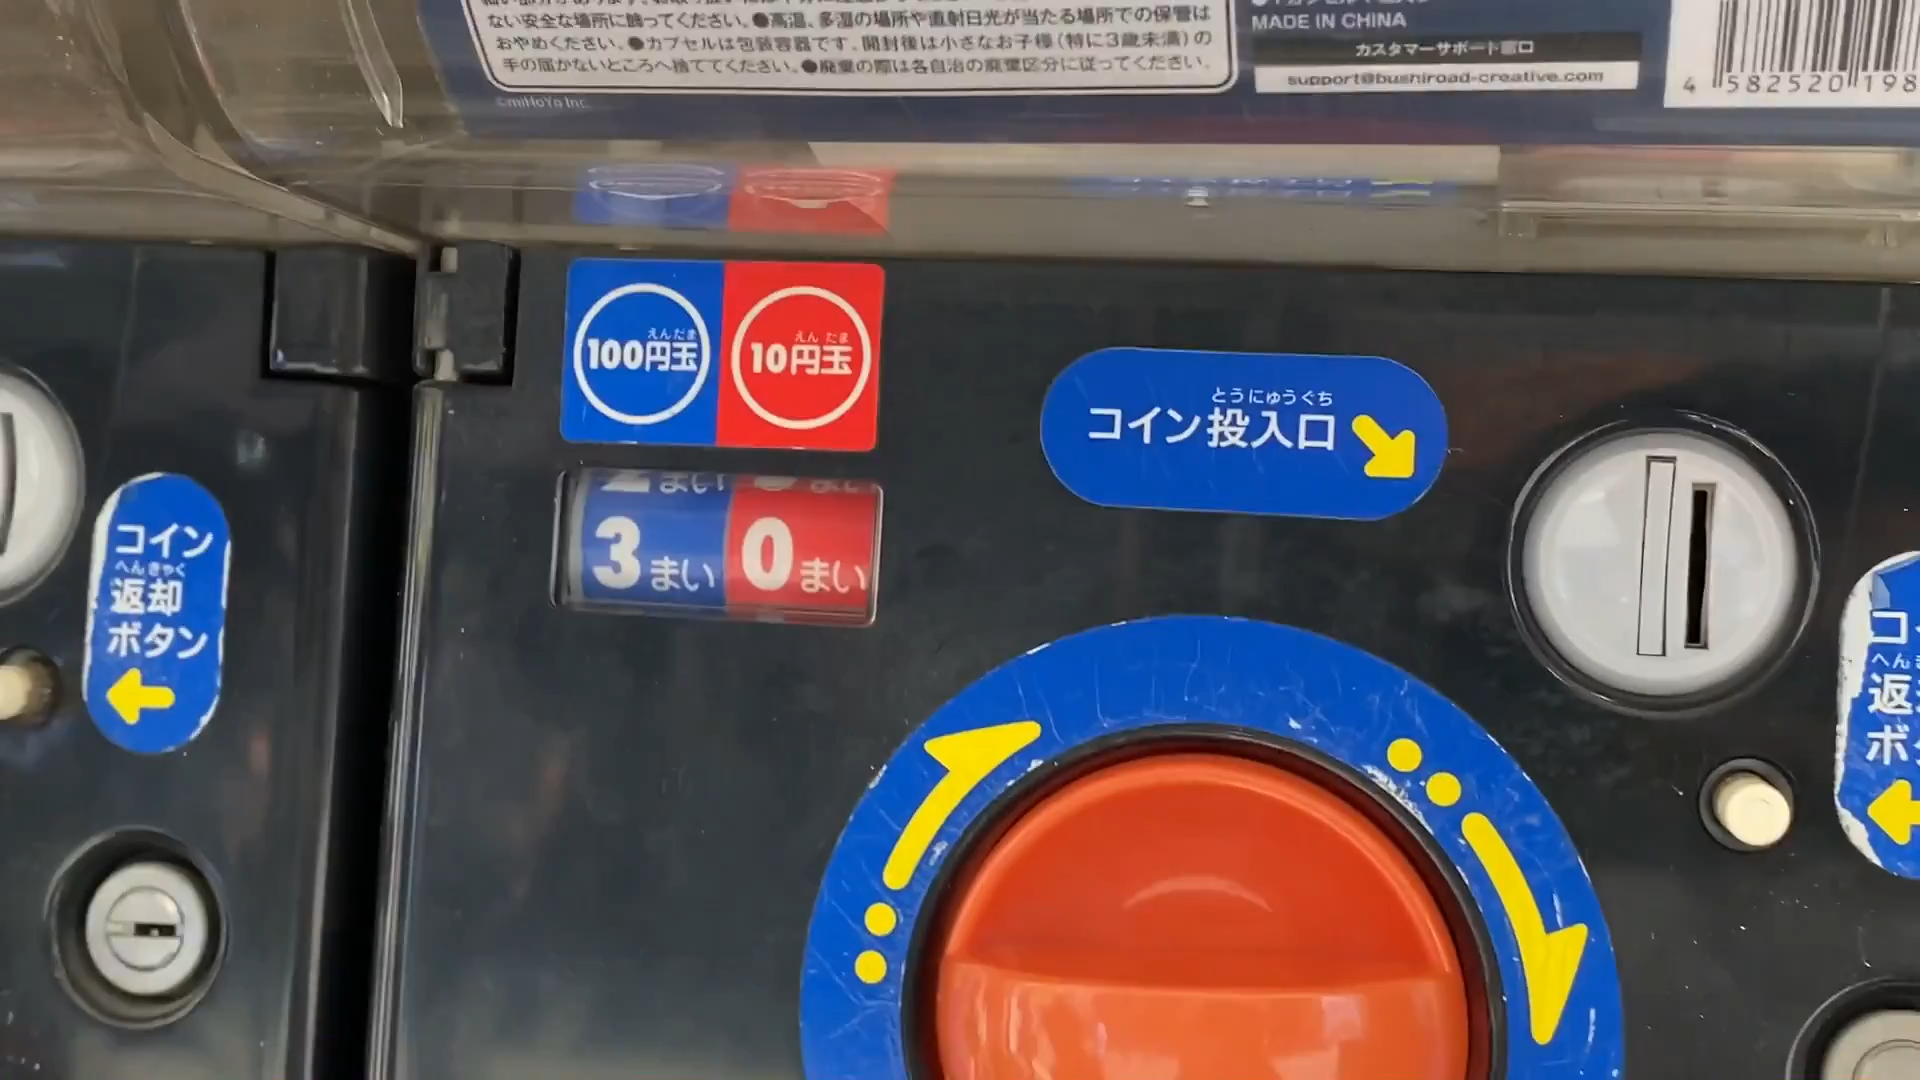 ない安全な場所に飾ってください。●高温、多湿の場所や直射日光が当たる場所での保管は
おやめください。●カプセルは包装容器です。開封後は小さなお子様(特に3歳未満)の
手の届かないところへ捨ててください。●廃棄の際は各自治の廃棄区分に従ってください。
©miHoYo Inc.
MADE IN CHINA
カスタマーサポート窓口
support@bushiroad-creative.com
4 582520 198
えんだま
100円玉
えんだま
10円玉
3まい
0まい
とうにゅうぐち
コイン投入口
コイン
へんきゃく
返却
ボタン
コ
へん
返
ボ